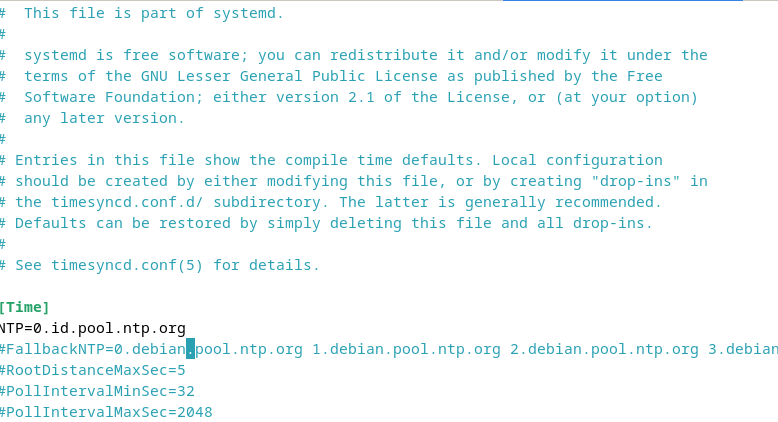 #  This file is part of systemd.
#
#  systemd is free software; you can redistribute it and/or modify it under the
#  terms of the GNU Lesser General Public License as published by the Free
#  Software Foundation; either version 2.1 of the License, or (at your option)
#  any later version.
#
# Entries in this file show the compile time defaults. Local configuration
# should be created by either modifying this file, or by creating "drop-ins" in
# the timesyncd.conf.d/ subdirectory. The latter is generally recommended.
# Defaults can be restored by simply deleting this file and all drop-ins.
#
# See timesyncd.conf(5) for details.

[Time]
NTP=0.id.pool.ntp.org
#FallbackNTP=0.debian.pool.ntp.org 1.debian.pool.ntp.org 2.debian.pool.ntp.org 3.debian
#RootDistanceMaxSec=5
#PollIntervalMinSec=32
#PollIntervalMaxSec=2048